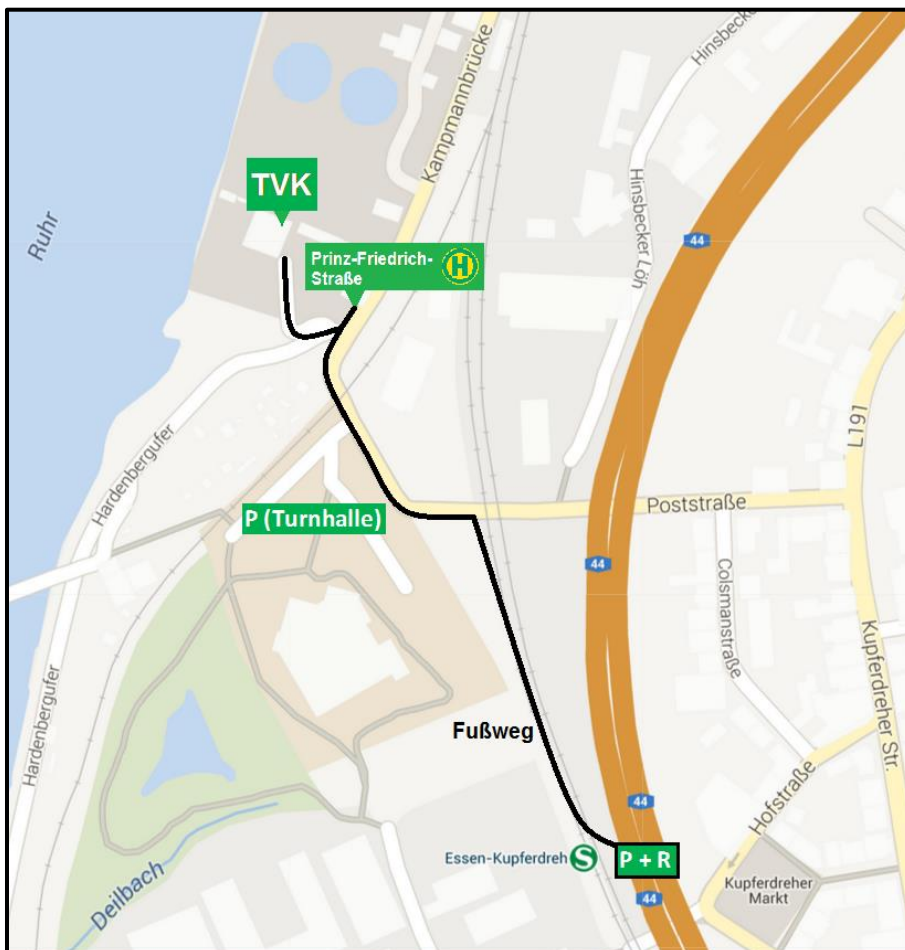 Kampmannbrücke
Hinsbecker
TVK
Ruhr
44
Prinz-Friedrich-
Straße
H
Hinsbecker Löh
L191
Hardenbergufer
P (Turnhalle)
Poststraße
44
Colsmanstraße
Kupferdreher Str.
Hardenbergufer
Fußweg
44
Hofstraße
Essen-Kupferdreh
S
P + R
Kupferdreher
Markt
44
Deilbach